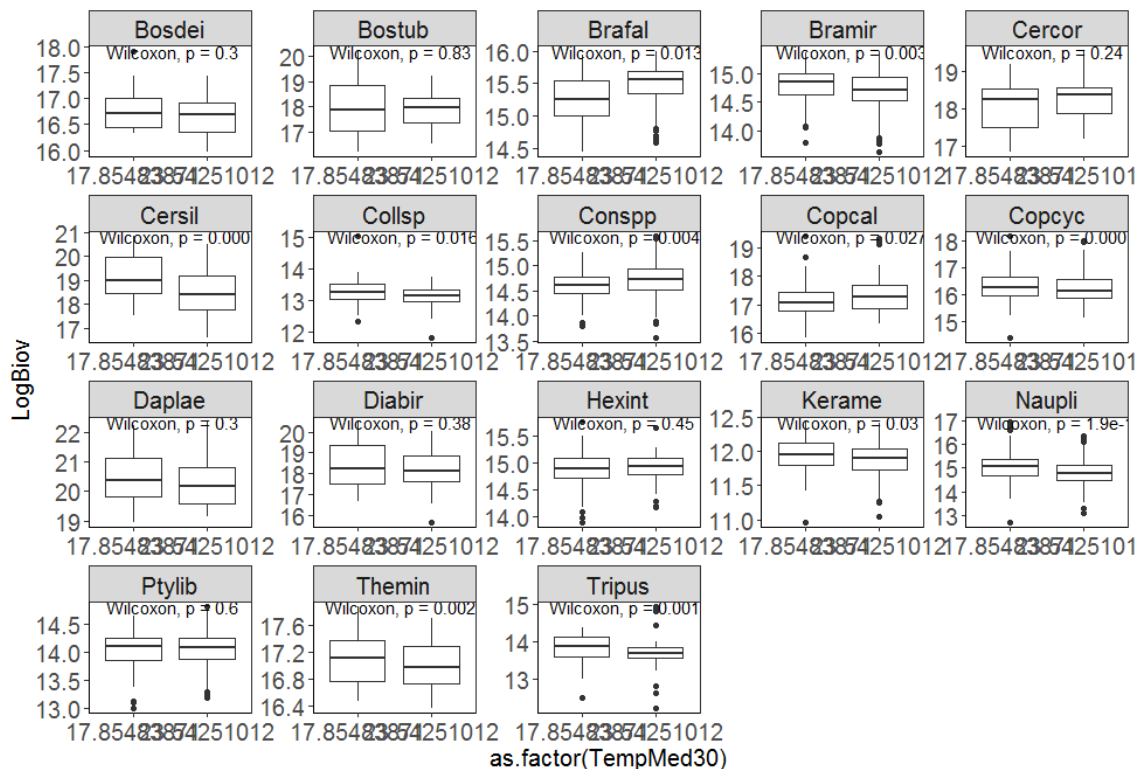 Bosdei Bostub Brafal Bramir Cercor
Wilcoxon, p = 0.3 Wilcoxon, p = 0.83 Wilcoxon, p = 0.013 Wilcoxon, p = 0.003 Wilcoxon, p = 0.24
18.0 17.5 17.0 16.5 16.0
20 19 18 17
16.0 15.5 15.0 14.5
15.0 14.5 14.0
19 18 17
Cersil Collsp Conspp Copcal Copcyc
Wilcoxon, p = 0.000 Wilcoxon, p = 0.016 Wilcoxon, p = 0.004 Wilcoxon, p = 0.027 Wilcoxon, p = 0.000
21 20 19 18 17
15 14 13 12
15.5 15.0 14.5 14.0 13.5
19 18 17 16
18 17 16 15
LogBiov
Daplae Diabir Hexint Kerame Naupli
Wilcoxon, p = 0.3 Wilcoxon, p = 0.38 Wilcoxon, p = 0.45 Wilcoxon, p = 0.03 Wilcoxon, p = 1.9e-
22 21 20 19
20 19 18 17 16
15.5 15.0 14.5 14.0
12.5 12.0 11.5 11.0
17 16 15 14 13
Ptylib Themin Tripus
Wilcoxon, p = 0.6 Wilcoxon, p = 0.002 Wilcoxon, p = 0.001
14.5 14.0 13.5 13.0
17.6 17.2 16.8 16.4
15 14 13
as.factor(TempMed30)